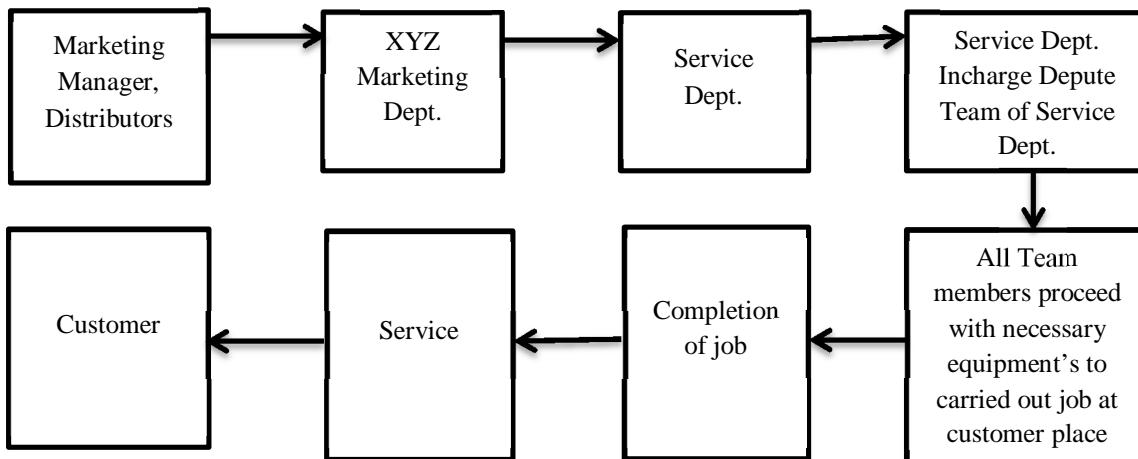 Marketing
Manager,
Distributors
XYZ
Marketing
Dept.
Service
Dept.
Service Dept.
Incharge Depute
Team of Service
Dept.
All Team
members proceed
with necessary
equipment’s to
carried out job at
customer place
Completion
of job
Service
Customer